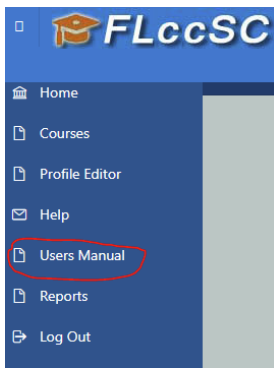 FLccSC
Home
Courses
Profile Editor
Help
Users Manual
Reports
Log Out